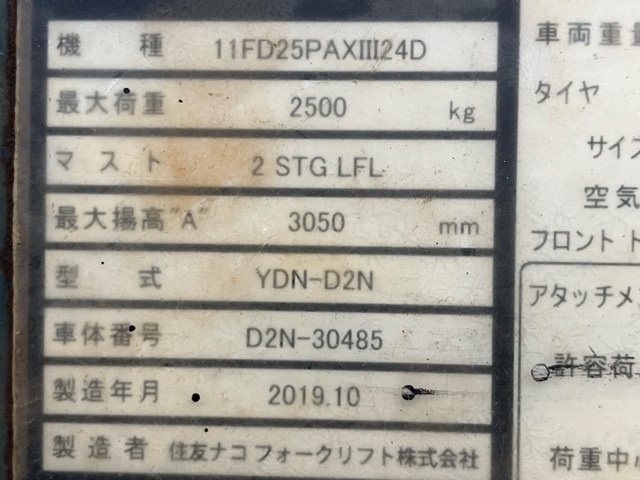 機種 11FD25PAXIII24D
最大荷重 2500 kg
マスト 2 STG LFL
最大揚高"A" 3050 mm
型式 YDN-D2N
車体番号 D2N-30485
製造年月 2019.10
製造者 住友ナコ フォークリフト株式会社
車両重量
タイヤ
サイズ
空気
フロント
アタッチメ
許容荷
荷重中心